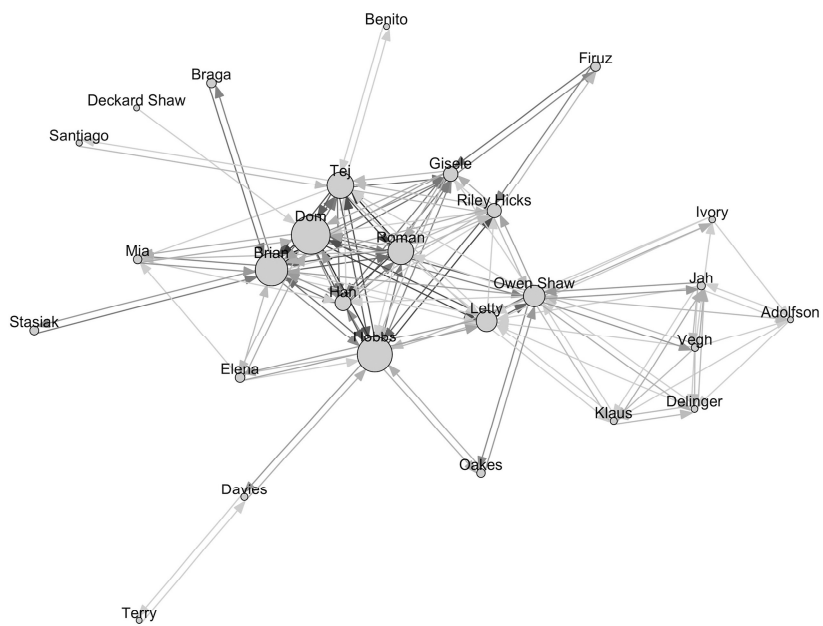 Benito
Firuz
Braga
Deckard Shaw
Santiago
Gisele
Tej
Riley Hicks
Ivory
Dom
Roman
Mia
Brian
Jah
Owen Shaw
Han
Adolfson
Letty
Stasiak
Hobbs
Vegh
Elena
Delinger
Klaus
Oakes
Davies
Terry